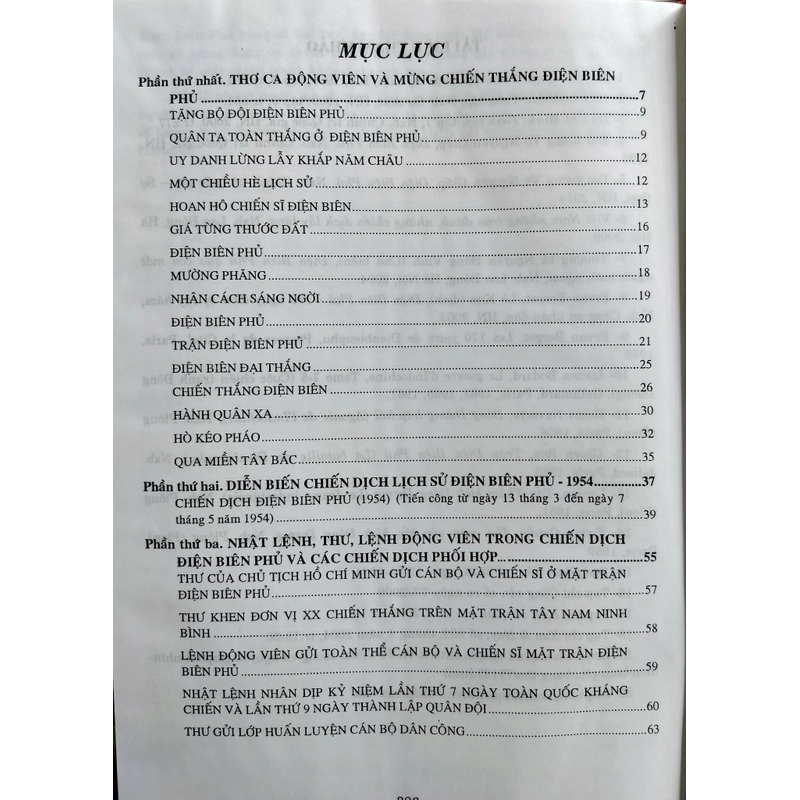 MỤC LỤC
Phần thứ nhất. THƠ CA ĐỘNG VIÊN VÀ MỪNG CHIẾN THẮNG ĐIỆN BIÊN
PHỦ...............7
TẶNG BỘ ĐỘI ĐIỆN BIÊN PHỦ...............9
QUÂN TA TOÀN THẮNG Ở ĐIỆN BIÊN PHỦ...............9
UY DANH LỪNG LẪY KHẮP NĂM CHÂU...............12
MỘT CHIỀU HÈ LỊCH SỬ...............12
HOAN HÔ CHIẾN SĨ ĐIỆN BIÊN...............13
GIÁ TỪNG THƯỚC ĐẤT...............16
ĐIỆN BIÊN PHỦ...............17
MƯỜNG PHĂNG...............18
NHÂN CÁCH SÁNG NGỜI...............19
ĐIỆN BIÊN PHỦ...............20
TRẬN ĐIỆN BIÊN PHỦ...............21
ĐIỆN BIÊN ĐẠI THẮNG...............25
CHIẾN THẮNG ĐIỆN BIÊN...............26
HÀNH QUÂN XA...............30
HÒ KÉO PHÁO...............32
QUA MIỀN TÂY BẮC...............35
Phần thứ hai. DIỄN BIẾN CHIẾN DỊCH LỊCH SỬ ĐIỆN BIÊN PHỦ - 1954...............37
CHIẾN DỊCH ĐIỆN BIÊN PHỦ (1954) (Tiến công từ ngày 13 tháng 3 đến ngày 7
tháng 5 năm 1954)...............39
Phần thứ ba. NHẬT LỆNH, THƯ, LỆNH ĐỘNG VIÊN TRONG CHIẾN DỊCH
ĐIỆN BIÊN PHỦ VÀ CÁC CHIẾN DỊCH PHỐI HỢP...............55
THƯ CỦA CHỦ TỊCH HỒ CHÍ MINH GỬI CÁN BỘ VÀ CHIẾN SĨ Ở MẶT TRẬN
ĐIỆN BIÊN PHỦ...............57
THƯ KHEN ĐƠN VỊ XX CHIẾN THẮNG TRÊN MẶT TRẬN TÂY NAM NINH
BÌNH...............58
LỆNH ĐỘNG VIÊN GỬI TOÀN THỂ CÁN BỘ VÀ CHIẾN SĨ MẶT TRẬN ĐIỆN
BIÊN PHỦ...............59
NHẬT LỆNH NHÂN DỊP KỶ NIỆM LẦN THỨ 7 NGÀY TOÀN QUỐC KHÁNG
CHIẾN VÀ LẦN THỨ 9 NGÀY THÀNH LẬP QUÂN ĐỘI...............60
THƯ GỬI LỚP HUẤN LUYỆN CÁN BỘ DÂN CÔNG...............63